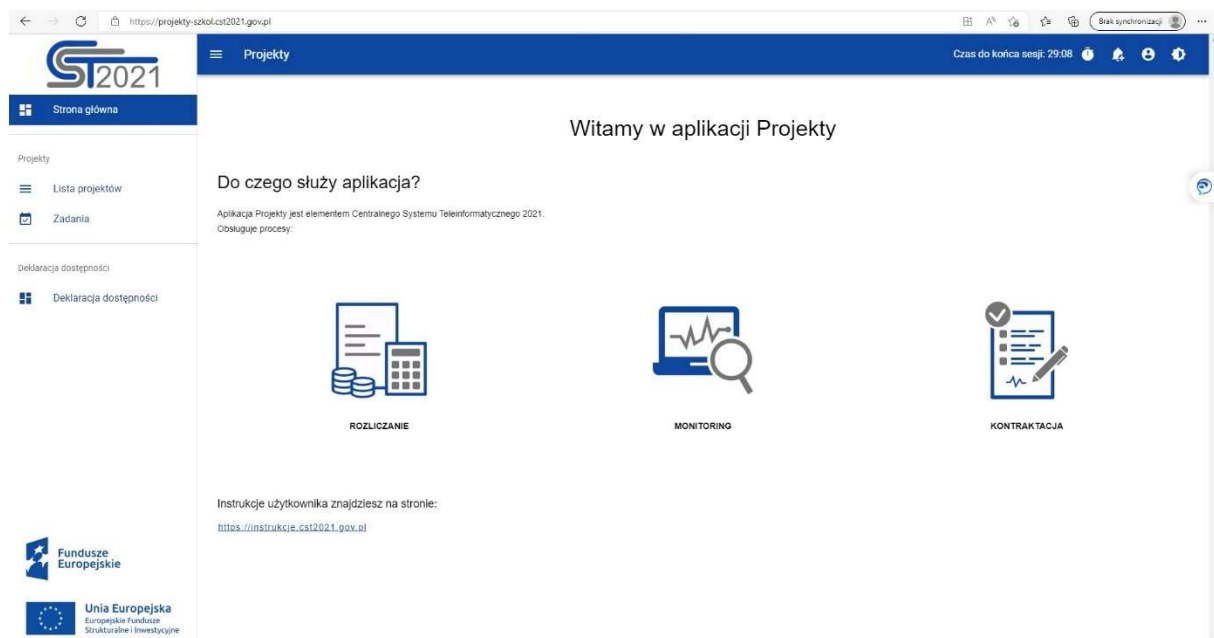 https://projekty-szkol.cst2021.gov.pl
Brak synchronizacji
ST2021
Projekty
Czas do końca sesji: 29:08
Strona główna
Witamy w aplikacji Projekty
Projekty
Lista projektów
Zadania
Do czego służy aplikacja?
Aplikacja Projekty jest elementem Centralnego Systemu Teleinformatycznego 2021.
Obsługuje procesy:
Deklaracja dostępności
Deklaracja dostępności
ROZLICZANIE
MONITORING
KONTRAKTACJA
Instrukcje użytkownika znajdziesz na stronie:
https://instrukcje.cst2021.gov.pl
Fundusze
Europejskie
Unia Europejska
Europejskie Fundusze
Strukturalne i Inwestycyjne